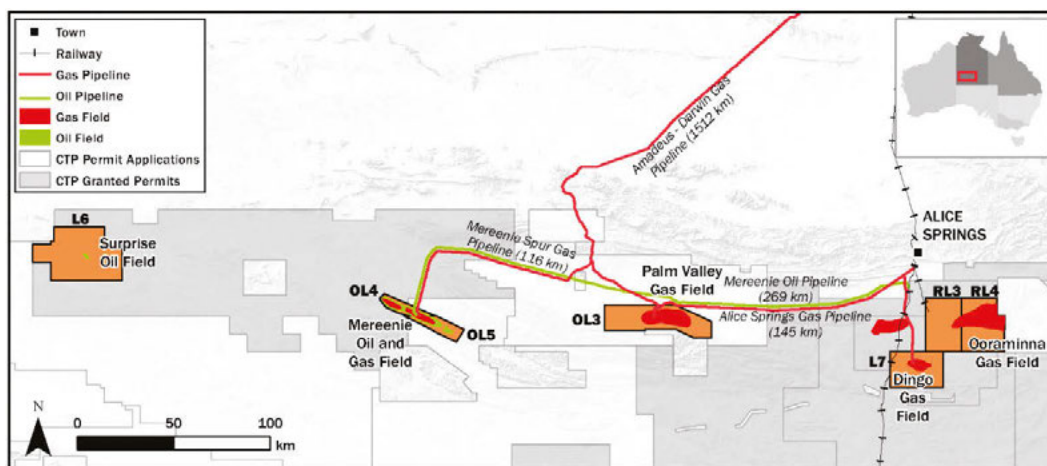 Town
Railway
Gas Pipeline
Oil Pipeline
Gas Field
Oil Field
CTP Permit Applications
CTP Granted Permits
Amadeus - Darwin Gas
Pipeline (1512 km)
L6
Surprise
Oil Field
Mereenie Spur Gas
Pipeline (116 km)
ALICE
SPRINGS
Palm Valley
Gas Field
Mereenie Oil Pipeline
(269 km)
OL4
OL5
Mereenie
Oil and
Gas Field
OL3
Alice Springs Gas Pipeline
(145 km)
RL3
RL4
Ooraminna
Gas Field
L7
Dingo
Gas
Field
N
0 50 100
km